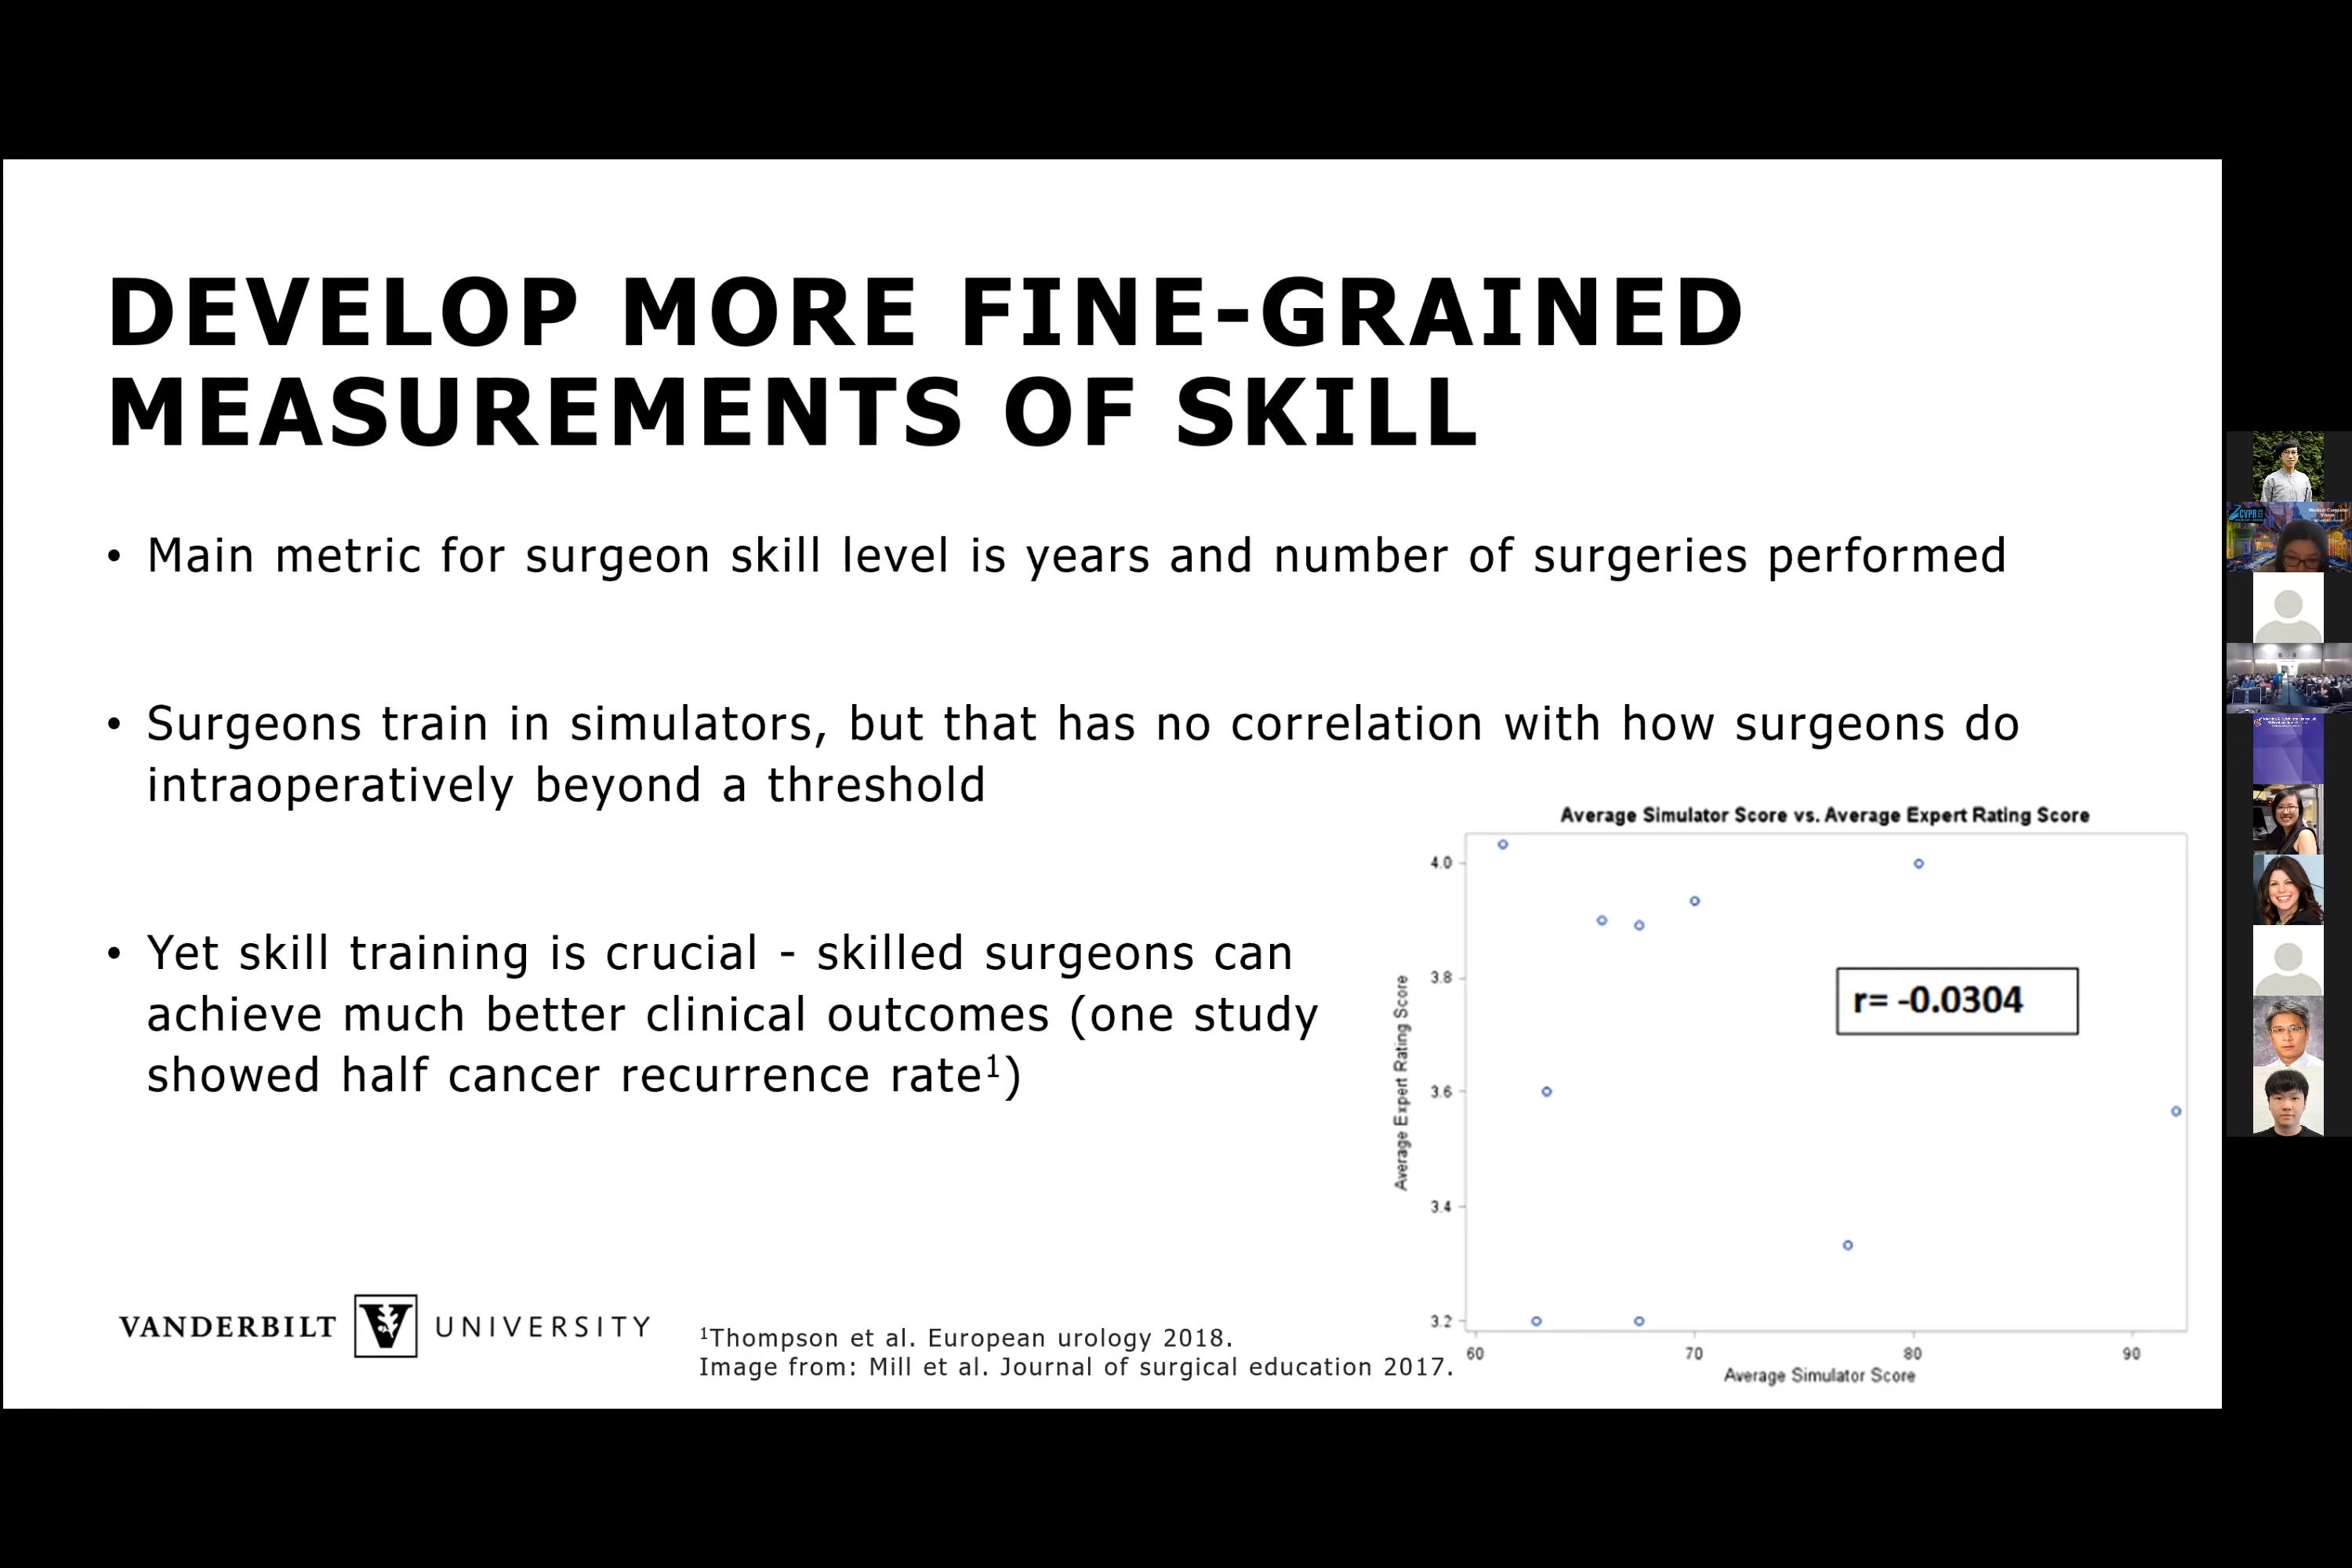 DEVELOP MORE FINE-GRAINED
MEASUREMENTS OF SKILL
• Main metric for surgeon skill level is years and number of surgeries performed
• Surgeons train in simulators, but that has no correlation with how surgeons do
intraoperatively beyond a threshold
• Yet skill training is crucial - skilled surgeons can
achieve much better clinical outcomes (one study
showed half cancer recurrence rate¹)
Average Simulator Score vs. Average Expert Rating Score
Average Expert Rating Score
4.0
3.8
3.6
3.4
3.2
r= -0.0304
60 70 80 90
Average Simulator Score
VANDERBILT V UNIVERSITY
¹Thompson et al. European urology 2018.
Image from: Mill et al. Journal of surgical education 2017.
CVPR
Medical Computer